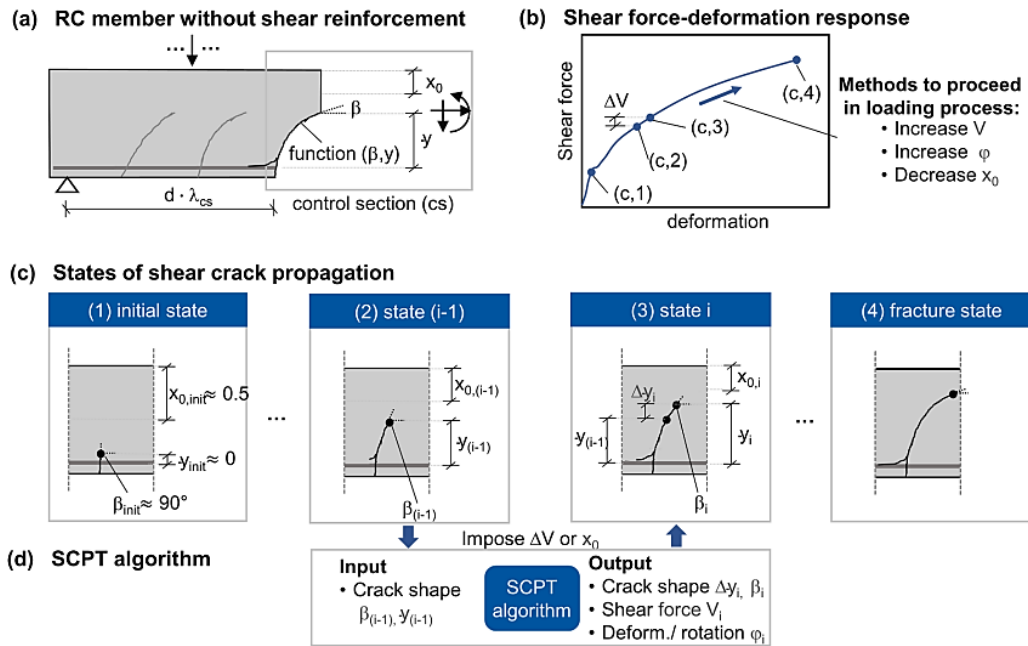 (a) RC member without shear reinforcement
... ...
x₀
β
y
function (β,y)
d · λcs
control section (cs)
(b) Shear force-deformation response
Shear force
ΔV
(c,1)
(c,2)
(c,3)
(c,4)
deformation
Methods to proceed
in loading process:
• Increase V
• Increase φ
• Decrease x₀
(c) States of shear crack propagation
(1) initial state
x₀,init≈ 0.5
yinit≈ 0
βinit≈ 90°
...
(2) state (i-1)
x₀,(i-1)
y(i-1)
β(i-1)
(3) state i
x₀,i
Δyi
y(i-1)
yi
βi
...
(4) fracture state
Impose ΔV or x₀
(d) SCPT algorithm
Input
• Crack shape
β(i-1), y(i-1)
SCPT
algorithm
Output
• Crack shape Δyi, βi
• Shear force Vi
• Deform./ rotation φi